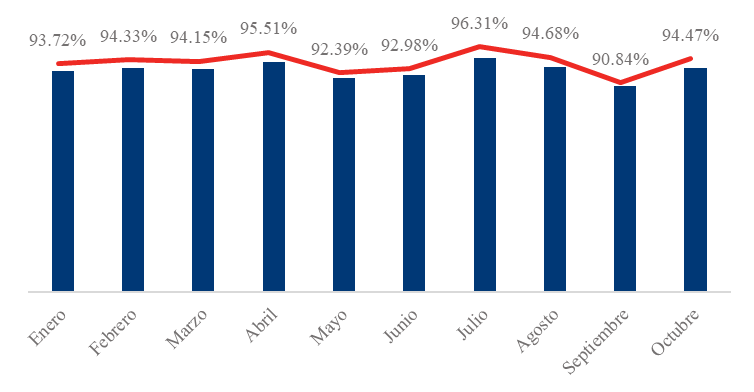 93.72%
94.33%
94.15%
95.51%
92.39%
92.98%
96.31%
94.68%
90.84%
94.47%
Enero
Febrero
Marzo
Abril
Mayo
Junio
Julio
Agosto
Septiembre
Octubre